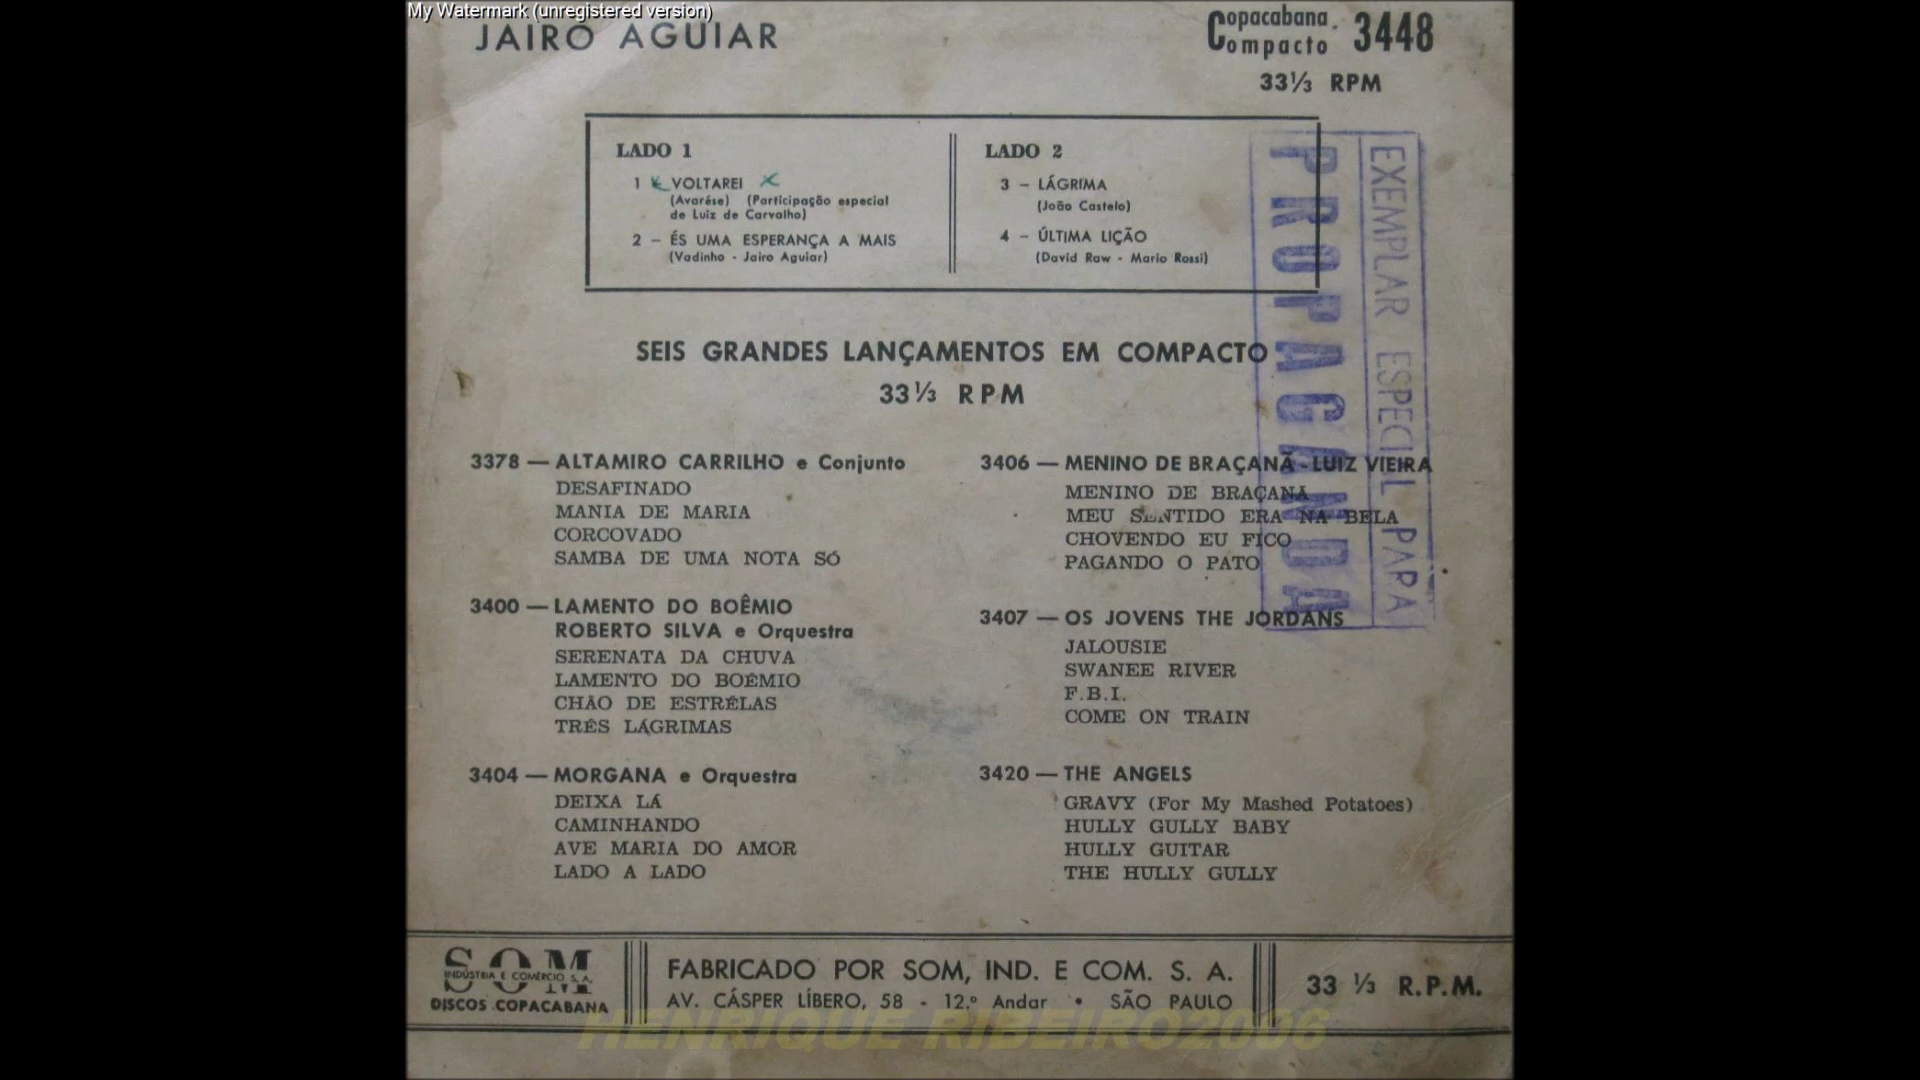 My Watermark (unregistered version)
JAIRO AGUIAR
Copacabana
Compacto 3448
33⅓ RPM
LADO 1
1 VOLTAREI
(Avarése) (Participação especial
de Luiz de Carvalho)
2 – ÉS UMA ESPERANÇA A MAIS
(Vadinho - Jairo Aguiar)
LADO 2
3 – LÁGRIMA
(João Castelo)
4 – ÚLTIMA LIÇÃO
(David Raw - Mario Rossi)
EXEMPLAR ESPECIAL PARA
PROPAGANDA
SEIS GRANDES LANÇAMENTOS EM COMPACTO
33⅓ RPM
3378 — ALTAMIRO CARRILHO e Conjunto
DESAFINADO
MANIA DE MARIA
CORCOVADO
SAMBA DE UMA NOTA SÓ
3400 — LAMENTO DO BOÊMIO
ROBERTO SILVA e Orquestra
SERENATA DA CHUVA
LAMENTO DO BOÊMIO
CHÃO DE ESTRÊLAS
TRÊS LÁGRIMAS
3404 — MORGANA e Orquestra
DEIXA LÁ
CAMINHANDO
AVE MARIA DO AMOR
LADO A LADO
3406 — MENINO DE BRAÇANÃ - LUIZ VIEIRA
MENINO DE BRAÇANÃ
MEU SENTIDO ERA NA BELA
CHOVENDO EU FICO
PAGANDO O PATO
3407 — OS JOVENS THE JORDANS
JALOUSIE
SWANEE RIVER
F.B.I.
COME ON TRAIN
3420 — THE ANGELS
GRAVY (For My Mashed Potatoes)
HULLY GULLY BABY
HULLY GUITAR
THE HULLY GULLY
SOM
INDÚSTRIA E COMÉRCIO S. A.
DISCOS COPACABANA
FABRICADO POR SOM, IND. E COM. S. A.
AV. CÁSPER LÍBERO, 58 - 12.º Andar • SÃO PAULO
33 ⅓ R.P.M.
HENRIQUE RIBEIRO2006